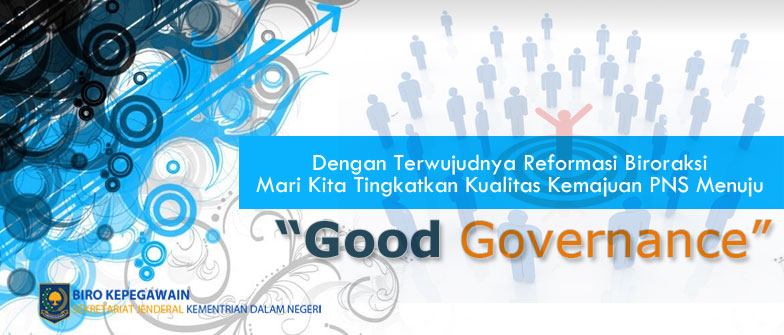 Dengan Terwujudnya Reformasi Biroraksi
Mari Kita Tingkatkan Kualitas Kemajuan PNS Menuju
“Good Governance”
BIRO KEPEGAWAIN
SEKRETARIAT JENDERAL KEMENTRIAN DALAM NEGERI